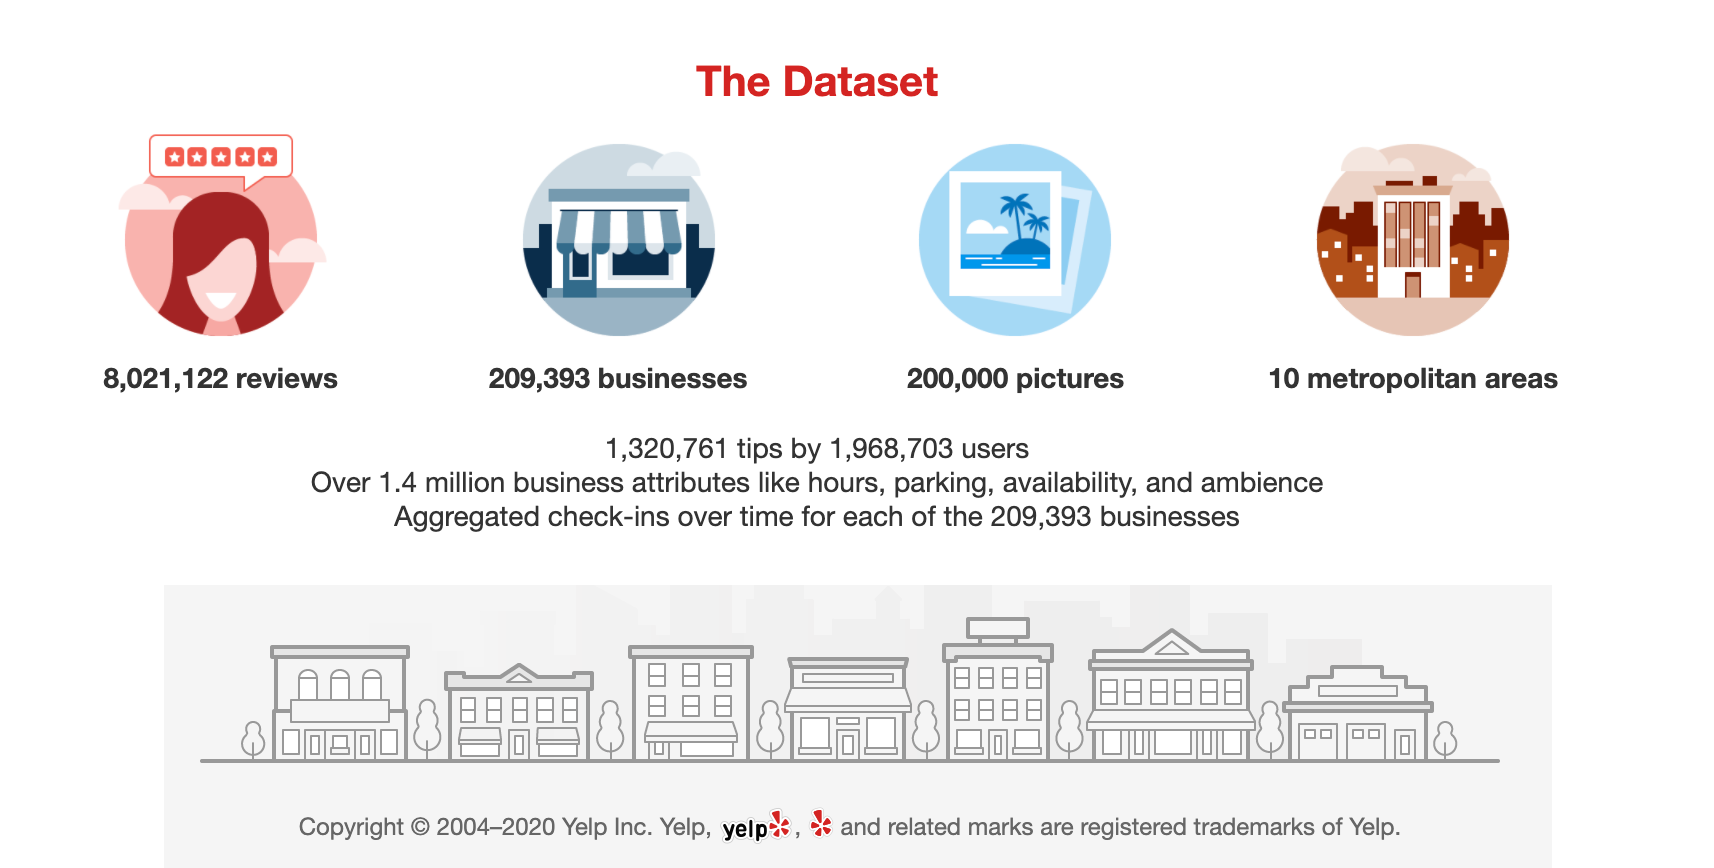 The Dataset
8,021,122 reviews
209,393 businesses
200,000 pictures
10 metropolitan areas
1,320,761 tips by 1,968,703 users
Over 1.4 million business attributes like hours, parking, availability, and ambience
Aggregated check-ins over time for each of the 209,393 businesses
Copyright © 2004–2020 Yelp Inc. Yelp, yelp, and related marks are registered trademarks of Yelp.